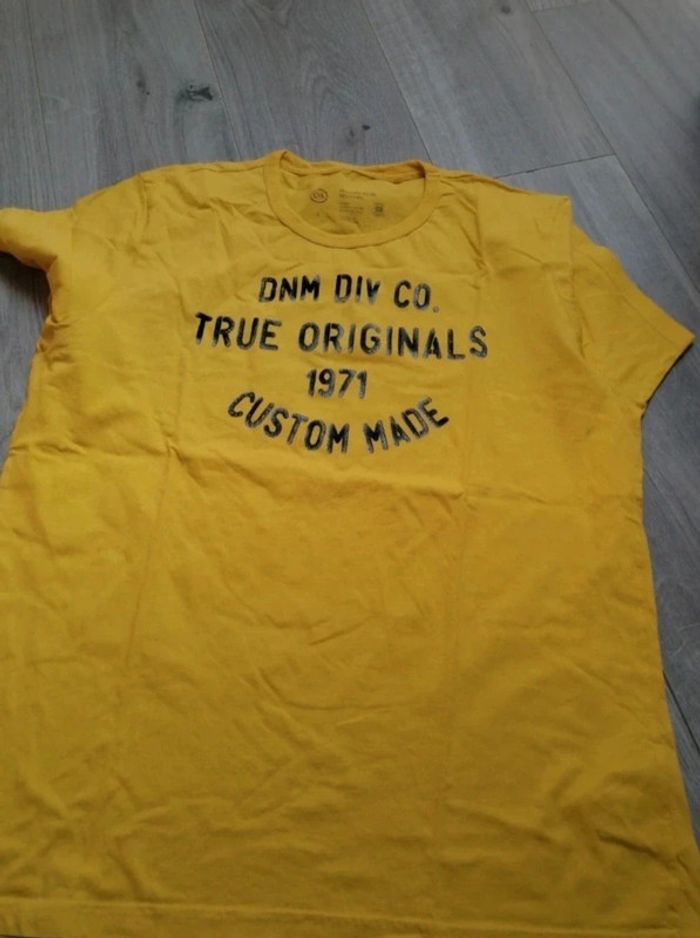 DNM DIV CO.
TRUE ORIGINALS
1971
CUSTOM MADE